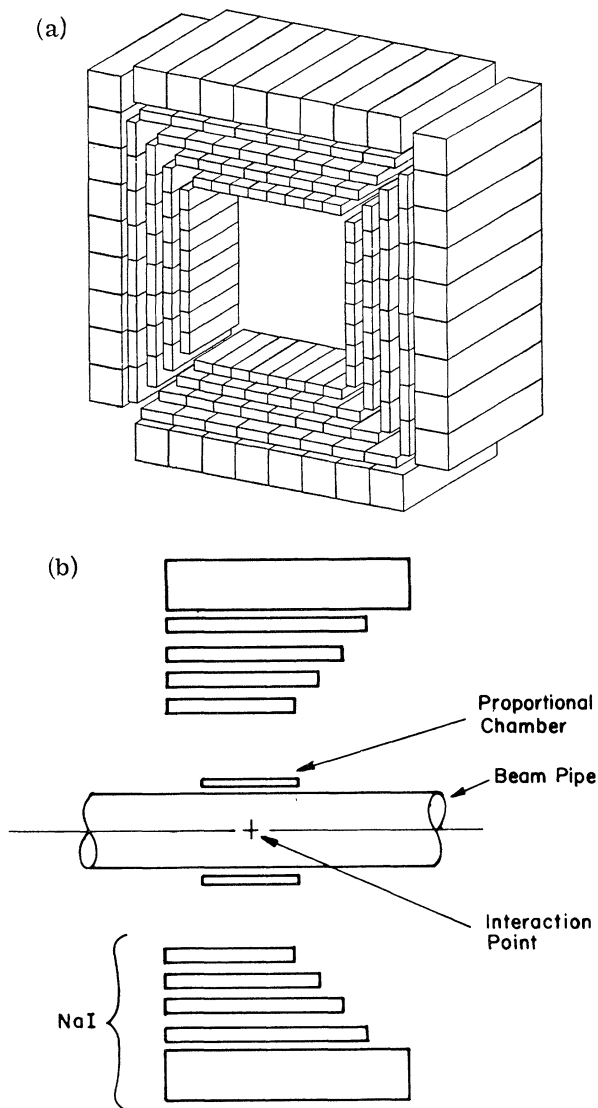 (a)
(b)
Proportional
Chamber
Beam Pipe
Interaction
Point
NaI